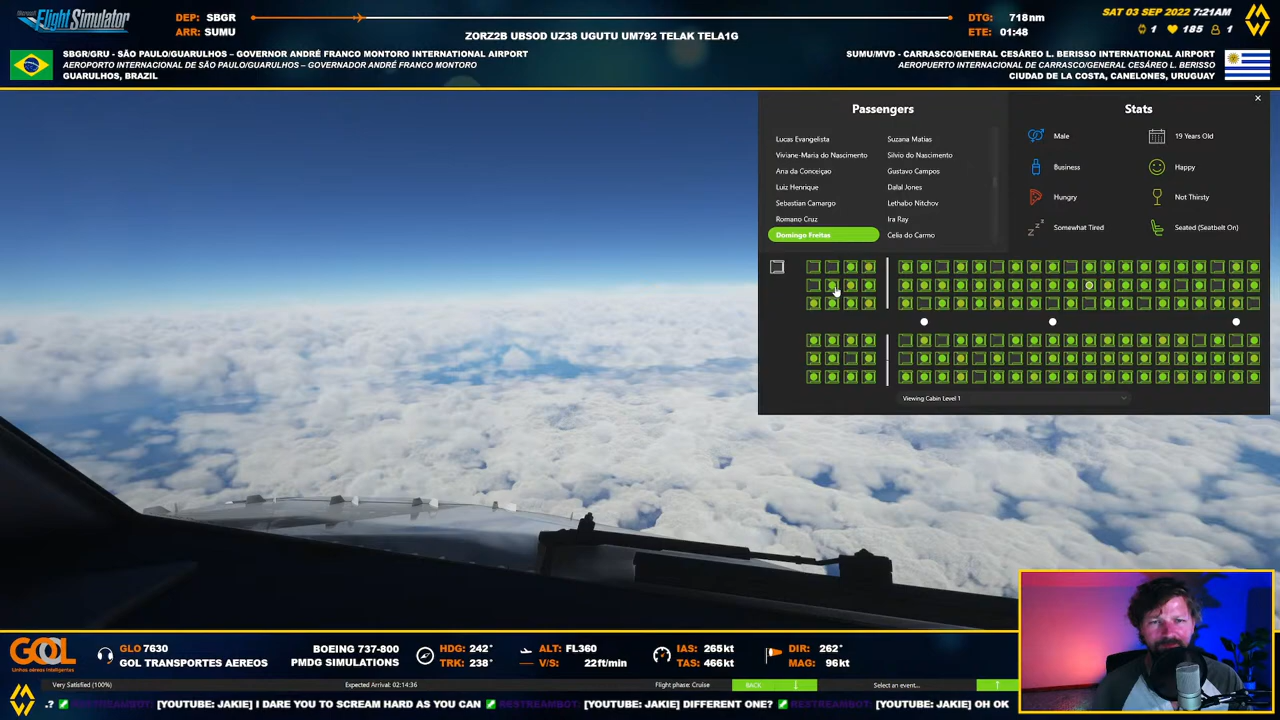 Microsoft
Flight Simulator
DEP: SBGR
ARR: SUMU
ZORZ2B UBSOD UZ38 UGUTU UM792 TELAK TELA1G
DTG: 718nm
ETE: 01:48
SAT 03 SEP 2022 7:21AM
1 185 1
SBGR/GRU - SÃO PAULO/GUARULHOS – GOVERNOR ANDRÉ FRANCO MONTORO INTERNATIONAL AIRPORT
AEROPORTO INTERNACIONAL DE SÃO PAULO/GUARULHOS – GOVERNADOR ANDRÉ FRANCO MONTORO
GUARULHOS, BRAZIL
SUMU/MVD - CARRASCO/GENERAL CESÁREO L. BERISSO INTERNATIONAL AIRPORT
AEROPUERTO INTERNACIONAL DE CARRASCO/GENERAL CESÁREO L. BERISSO
CIUDAD DE LA COSTA, CANELONES, URUGUAY
Passengers
Lucas Evangelista
Viviane-Maria do Nascimento
Ana da Conceiçao
Luiz Henrique
Sebastian Camargo
Romano Cruz
Domingo Freitas
Suzana Matias
Silvio do Nascimento
Gustavo Campos
Dalal Jones
Lethabo Nitchov
Ira Ray
Celia do Carmo
Stats
Male
19 Years Old
Business
Happy
Hungry
Not Thirsty
Somewhat Tired
Seated (Seatbelt On)
Viewing Cabin Level 1
GOL
Linhas aéreas inteligentes
GLO 7630
GOL TRANSPORTES AEREOS
BOEING 737-800
PMDG SIMULATIONS
HDG: 242°
TRK: 238°
ALT: FL360
V/S: 22ft/min
IAS: 265kt
TAS: 466kt
DIR: 262°
MAG: 96kt
Very Satisfied (100%)
Expected Arrival: 02:14:36
Flight phase: Cruise
BACK
Select an event...
.? RESTREAMBOT: [YOUTUBE: JAKIE] I DARE YOU TO SCREAM HARD AS YOU CAN RESTREAMBOT: [YOUTUBE: JAKIE] DIFFERENT ONE? RESTREAMBOT: [YOUTUBE: JAKIE] OH OK